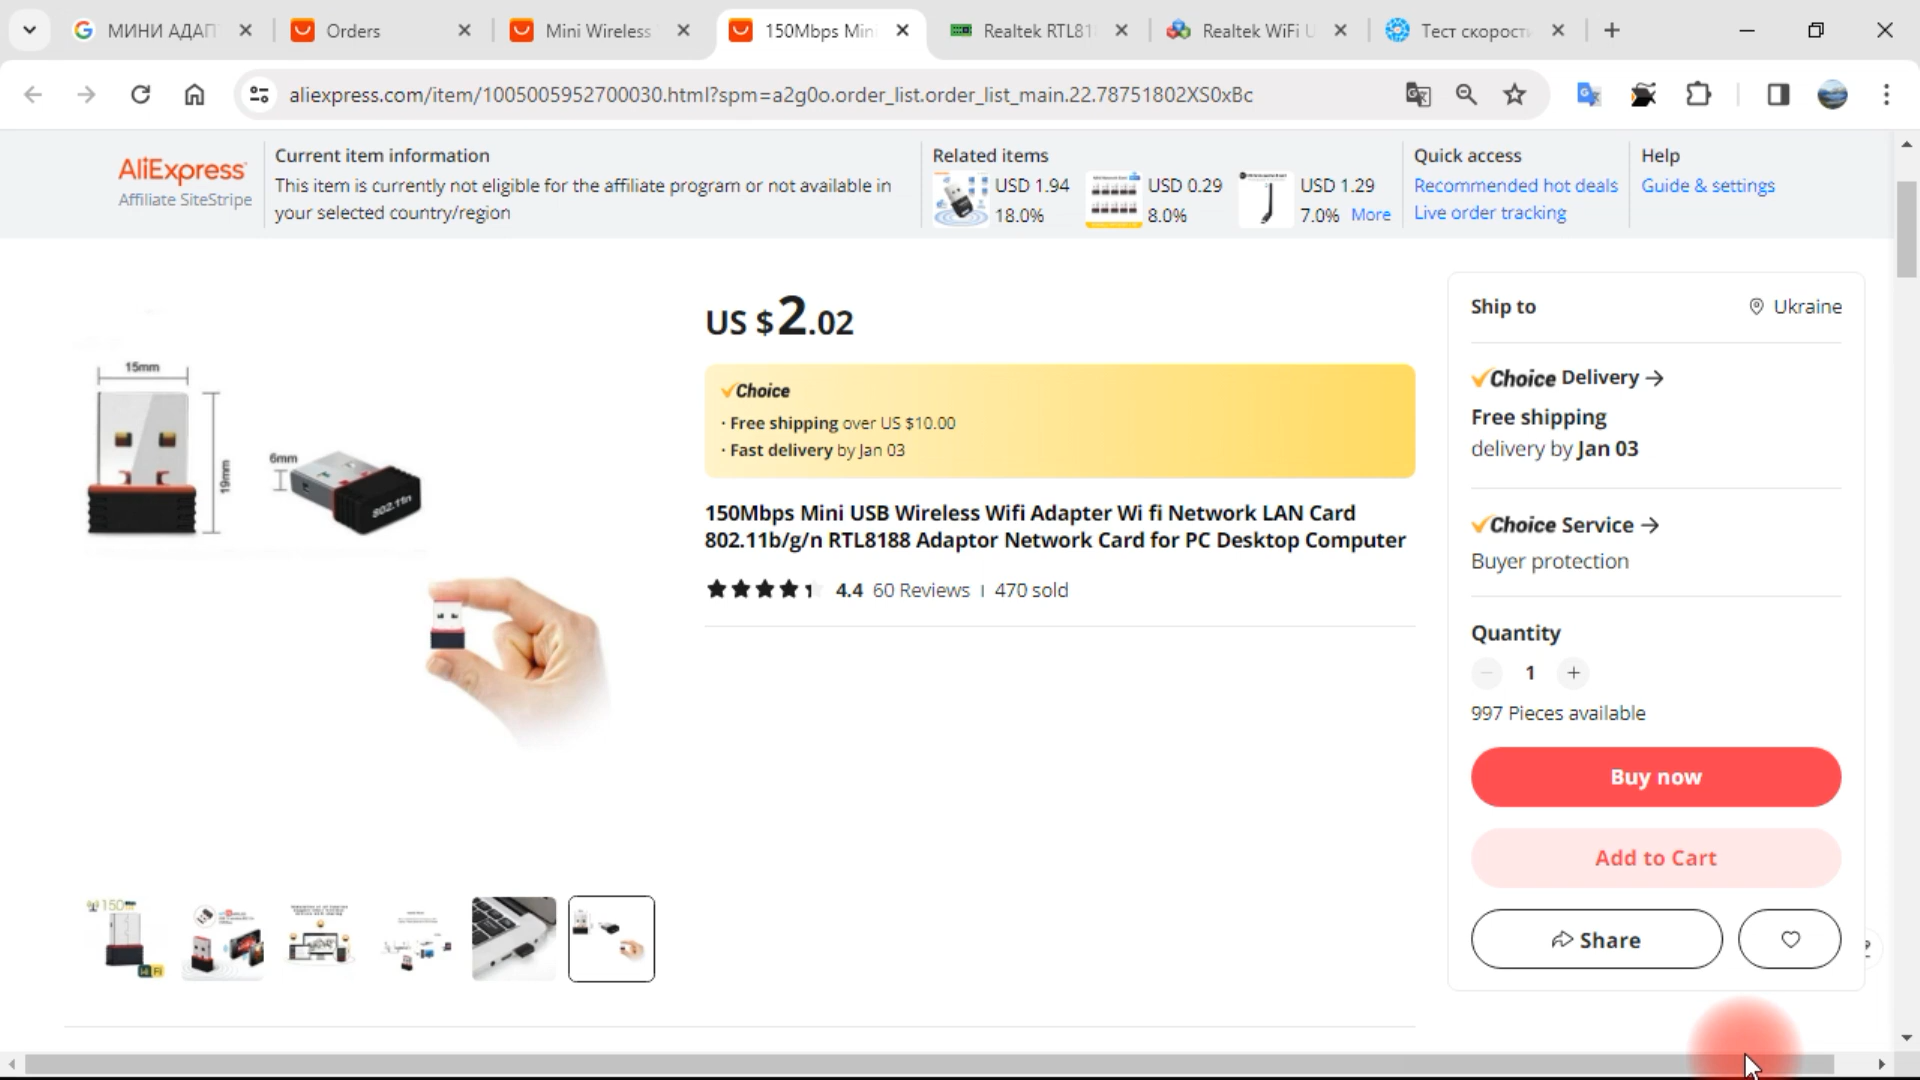 МИНИ АДАПТ
Orders
Mini Wireless
150Mbps Mini
Realtek RTL81
Realtek WiFi U
Тест скорости
aliexpress.com/item/1005005952700030.html?spm=a2g0o.order_list.order_list_main.22.78751802XS0xBc
AliExpress
Affiliate SiteStripe
Current item information
This item is currently not eligible for the affiliate program or not available in
your selected country/region
Related items
USD 1.94
18.0%
USD 0.29
8.0%
USD 1.29
7.0% More
Quick access
Recommended hot deals
Live order tracking
Help
Guide & settings
15mm
19mm
6mm
802.11n
US $2.02
Choice
· Free shipping over US $10.00
· Fast delivery by Jan 03
150Mbps Mini USB Wireless Wifi Adapter Wi fi Network LAN Card
802.11b/g/n RTL8188 Adaptor Network Card for PC Desktop Computer
4.4 60 Reviews | 470 sold
Ship to
Ukraine
Choice Delivery →
Free shipping
delivery by Jan 03
Choice Service →
Buyer protection
Quantity
1
997 Pieces available
Buy now
Add to Cart
Share
150m